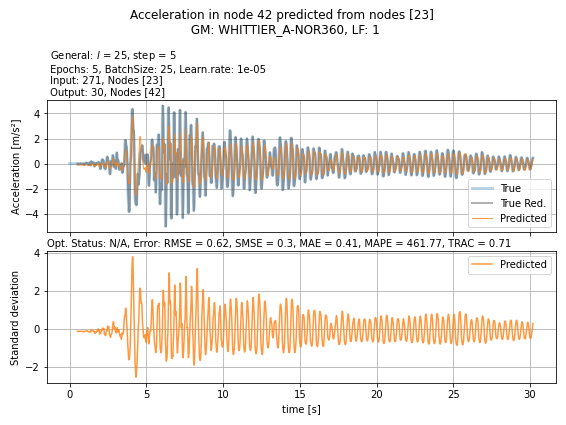 Acceleration in node 42 predicted from nodes [23]
GM: WHITTIER_A-NOR360, LF: 1
General: l = 25, step = 5
Epochs: 5, BatchSize: 25, Learn.rate: 1e-05
Input: 271, Nodes [23]
Output: 30, Nodes [42]
Acceleration [m/s²]
4
2
0
−2
−4
True
True Red.
Predicted
Opt. Status: N/A, Error: RMSE = 0.62, SMSE = 0.3, MAE = 0.41, MAPE = 461.77, TRAC = 0.71
Standard deviation
4
2
0
−2
Predicted
0 5 10 15 20 25 30
time [s]